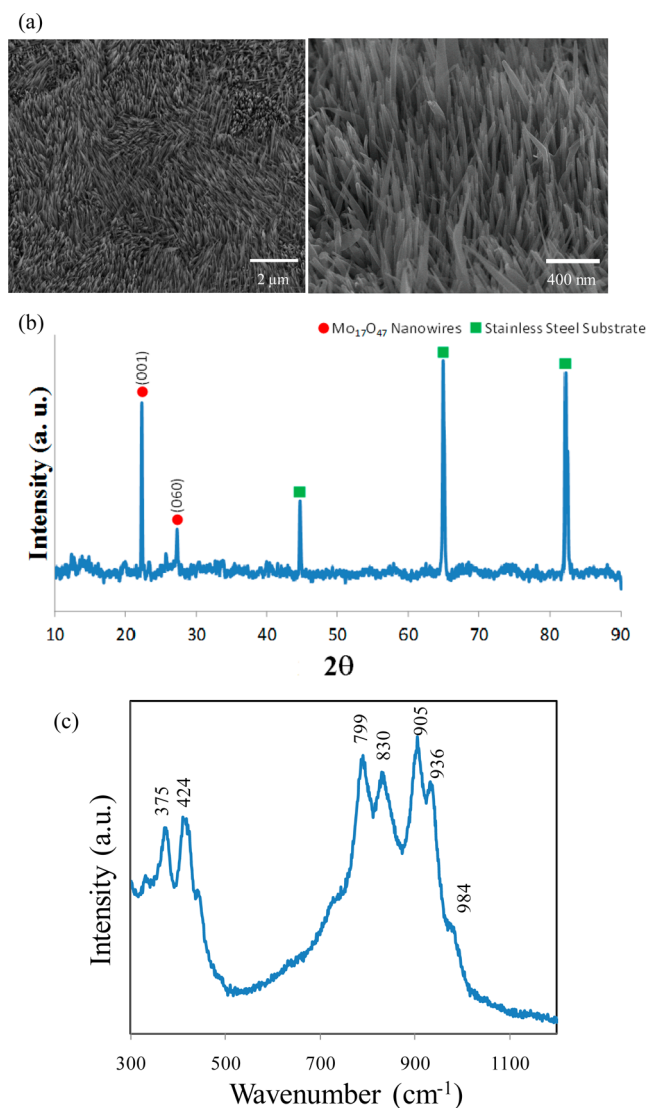 (a)
2 μm
400 nm
(b)
Mo₁₇O₄₇ Nanowires Stainless Steel Substrate
(001)
(060)
Intensity (a. u.)
10 20 30 40 50 60 70 80 90
2θ
(c)
375
424
799
830
905
936
984
Intensity (a.u.)
300 500 700 900 1100
Wavenumber (cm⁻¹)